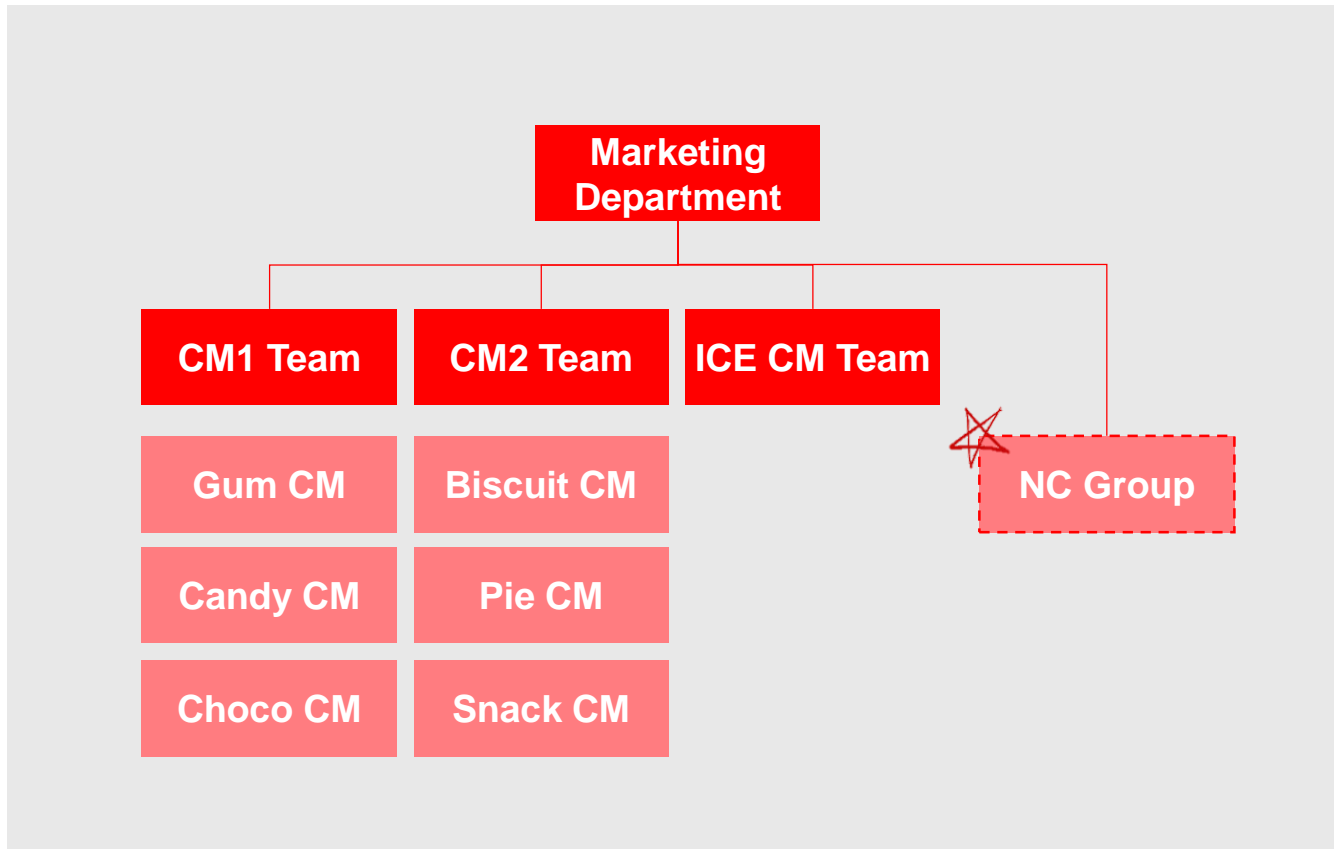 Marketing
Department
CM1 Team
CM2 Team
ICE CM Team
Gum CM
Biscuit CM
NC Group
Candy CM
Pie CM
Choco CM
Snack CM